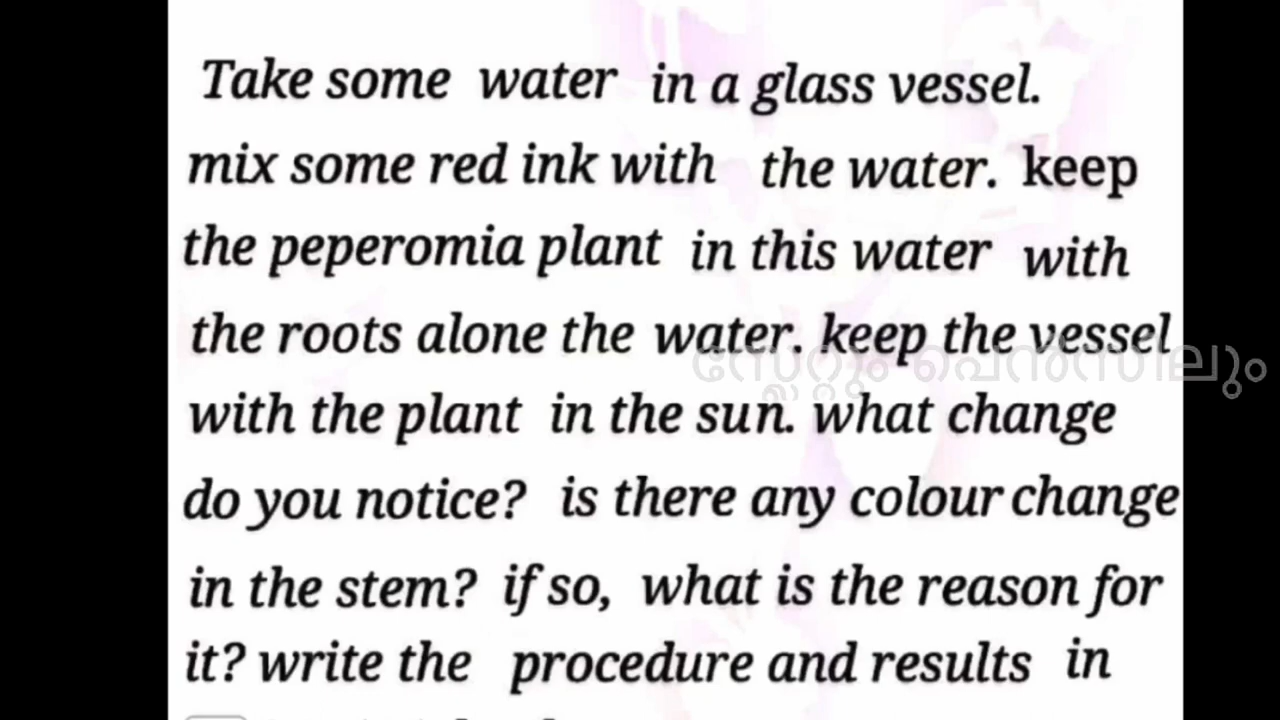 Take some water in a glass vessel.
mix some red ink with the water. keep
the peperomia plant in this water with
the roots alone the water. keep the vessel
സ്ലേറ്റും പെൻസിലും
with the plant in the sun. what change
do you notice? is there any colour change
in the stem? if so, what is the reason for
it? write the procedure and results in